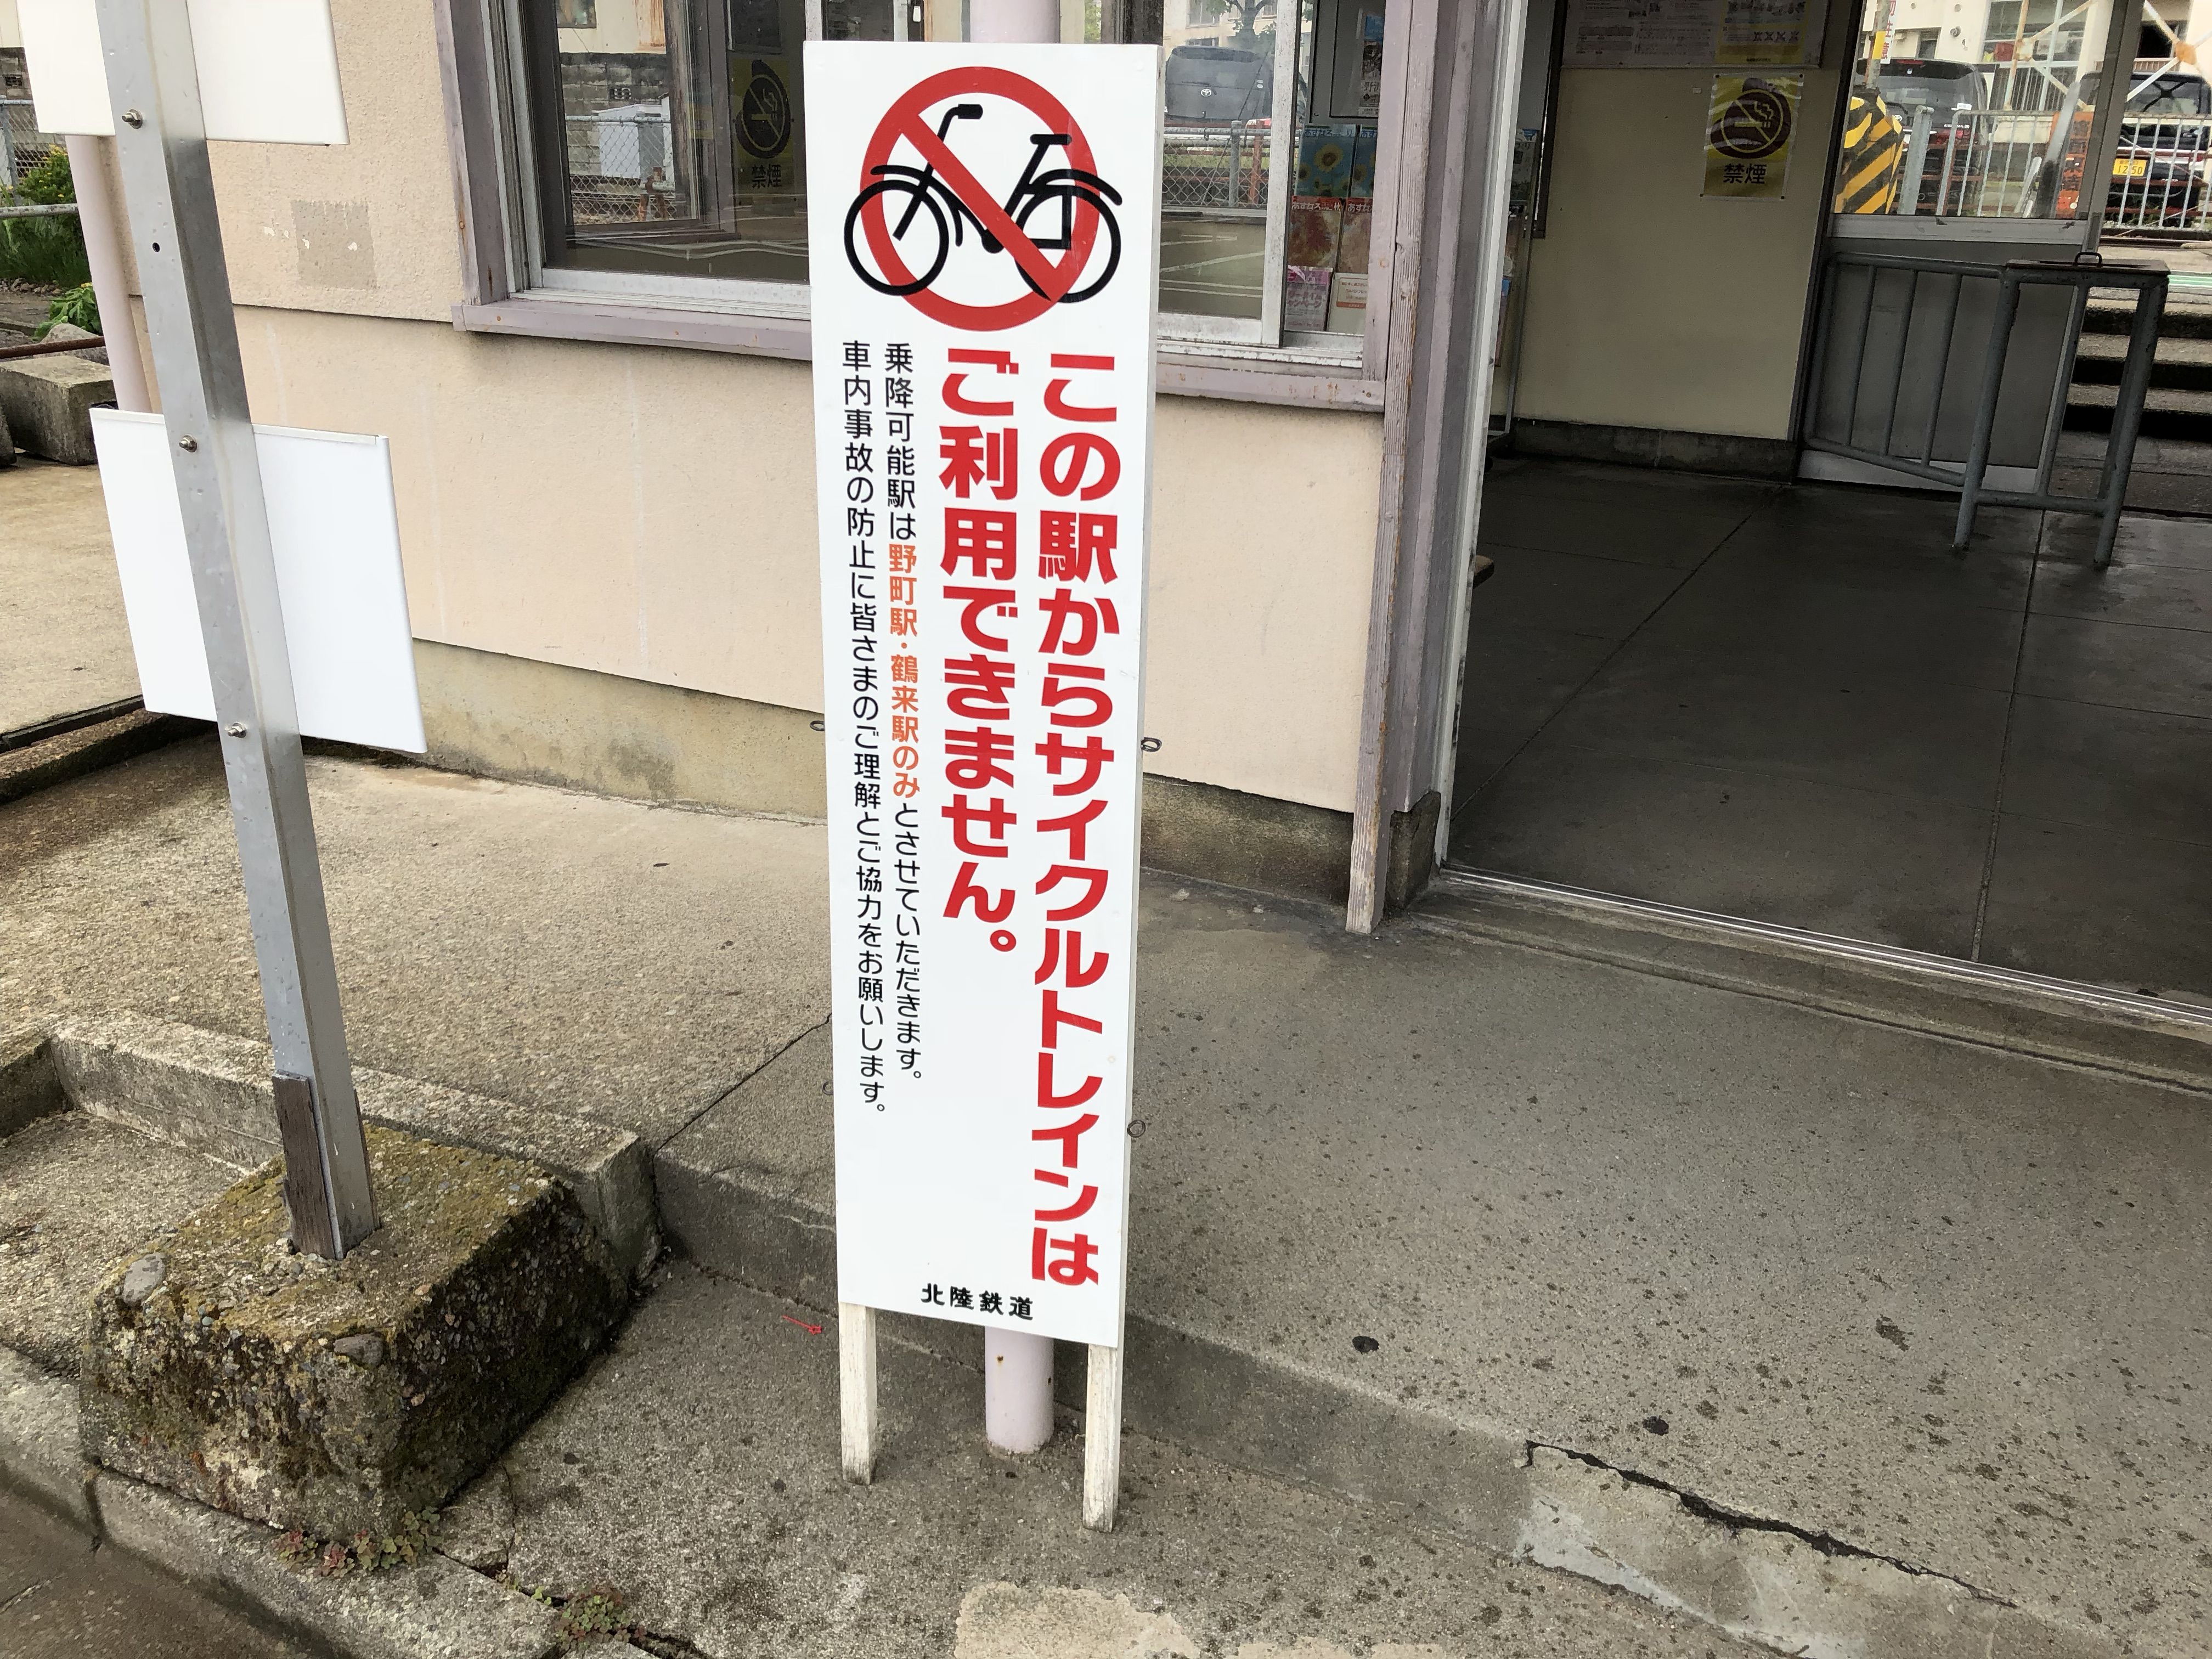 この駅からサイクルトレインは
ご利用できません。
乗降可能駅は野町駅・鶴来駅のみとさせていただきます。
車内事故の防止に皆さまのご理解とご協力をお願いします。
北陸鉄道
禁煙
禁煙